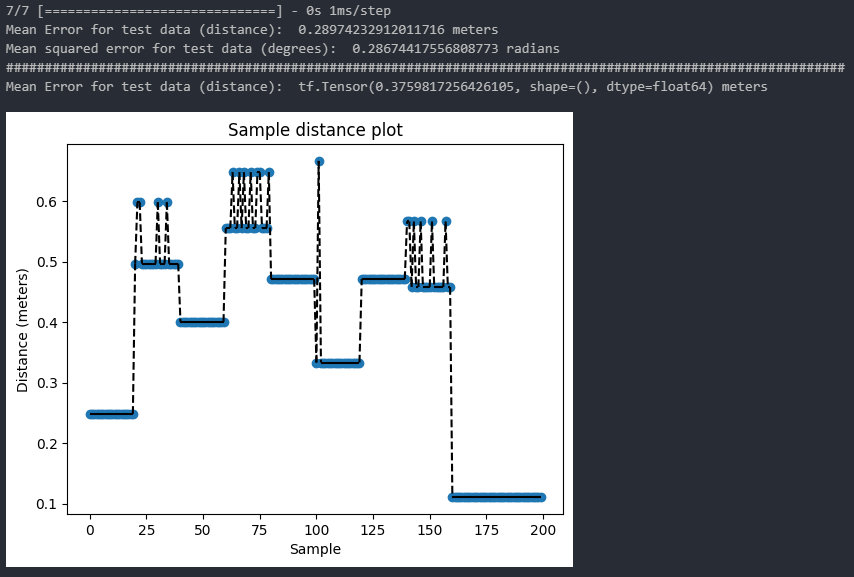 7/7 [==============================] - 0s 1ms/step
Mean Error for test data (distance):  0.28974232912011716 meters
Mean squared error for test data (degrees):  0.28674417556808773 radians
#############################################################################################################
Mean Error for test data (distance):  tf.Tensor(0.3759817256426105, shape=(), dtype=float64) meters
Sample distance plot
Distance (meters)
0.6
0.5
0.4
0.3
0.2
0.1
0 25 50 75 100 125 150 175 200
Sample